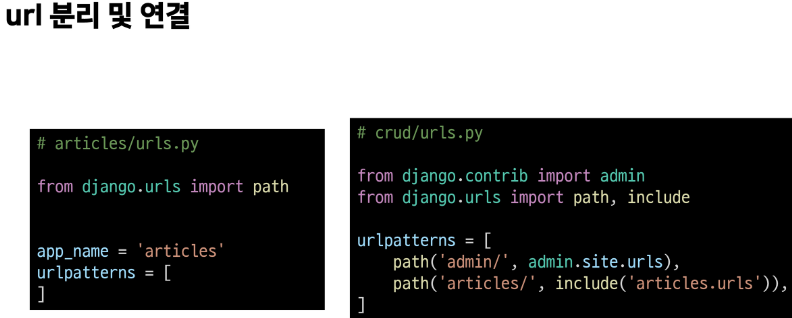 url 분리 및 연결
# articles/urls.py
from django.urls import path
app_name = 'articles'
urlpatterns = [
]
# crud/urls.py
from django.contrib import admin
from django.urls import path, include
urlpatterns = [
    path('admin/', admin.site.urls),
    path('articles/', include('articles.urls')),
]